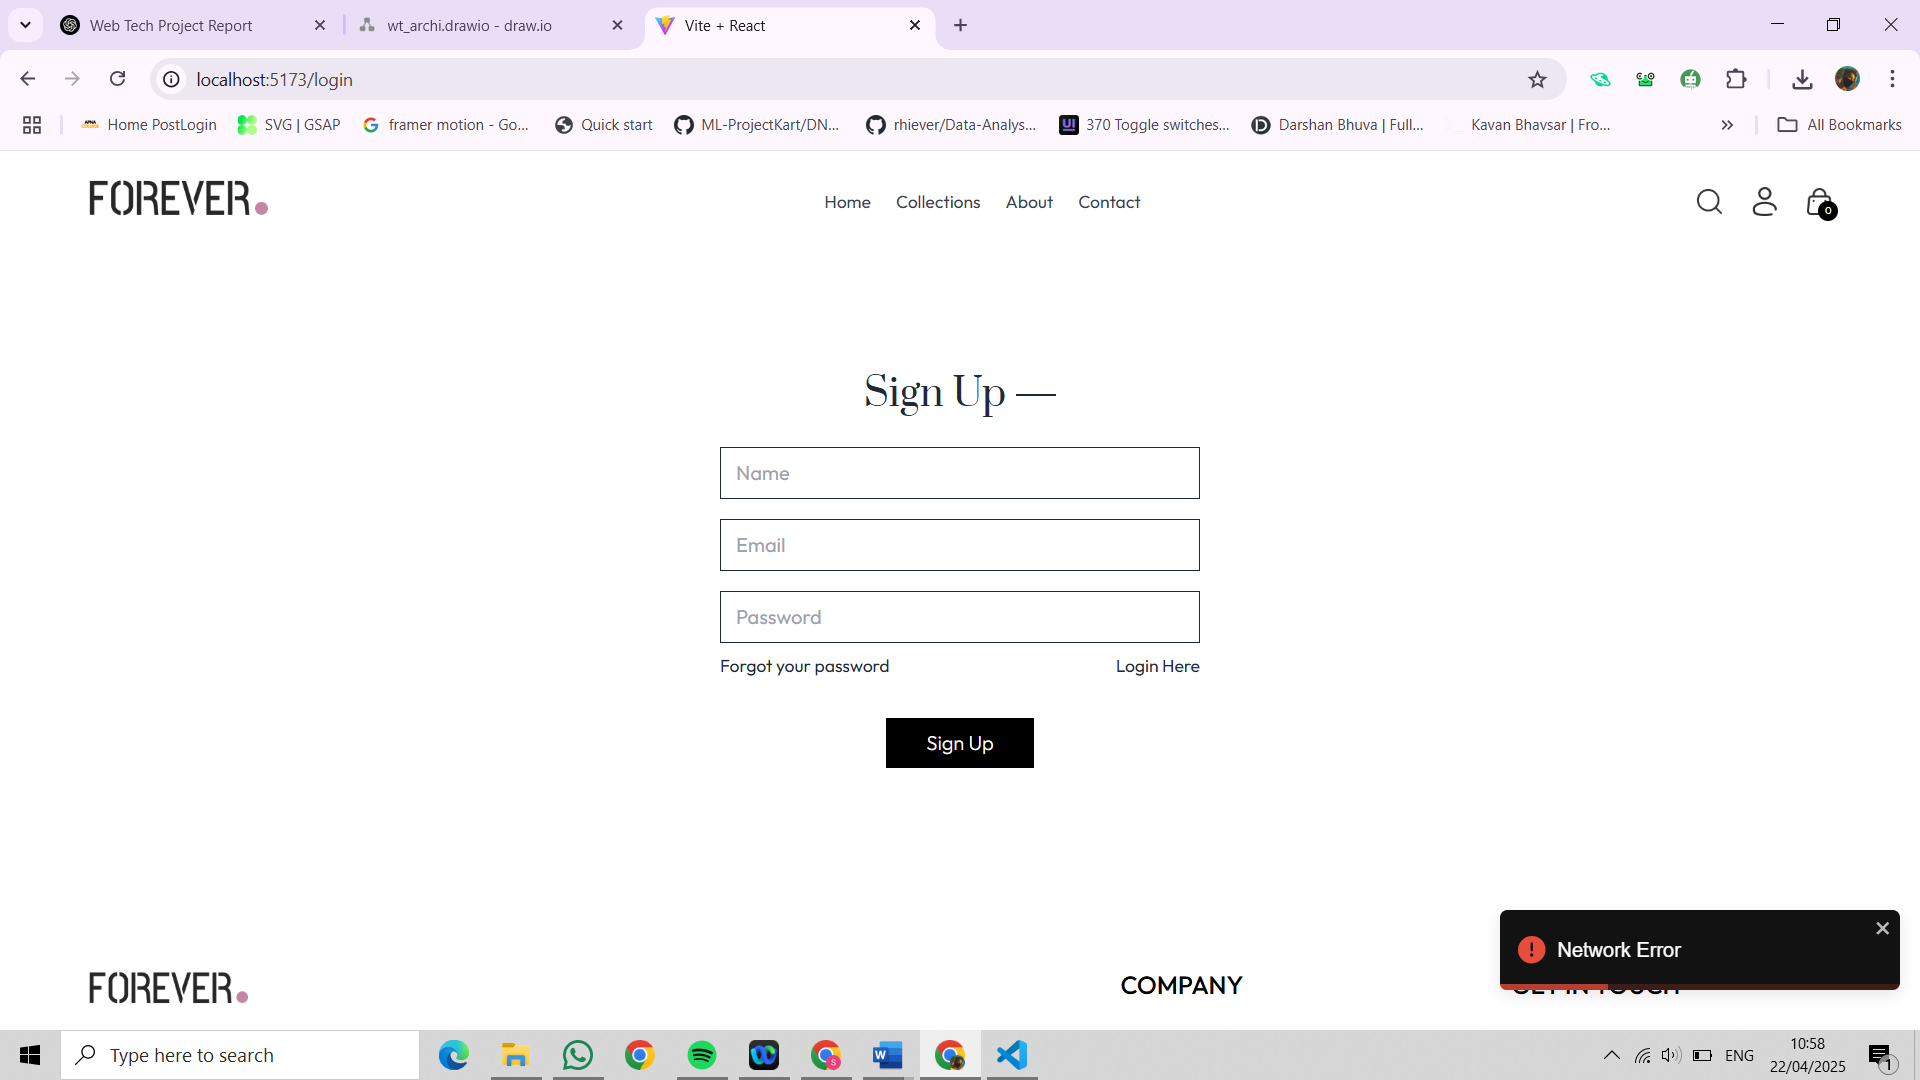 Web Tech Project Report
wt_archi.drawio - draw.io
Vite + React
localhost:5173/login
Home PostLogin
SVG | GSAP
framer motion - Go...
Quick start
ML-ProjectKart/DN...
rhiever/Data-Analys...
370 Toggle switches...
Darshan Bhuva | Full...
Kavan Bhavsar | Fro...
All Bookmarks
FOREVER.
Home Collections About Contact
0
Sign Up
Name
Email
Password
Forgot your password Login Here
Sign Up
Network Error
FOREVER.
COMPANY
GET IN TOUCH
Type here to search
ENG
10:58
22/04/2025
1